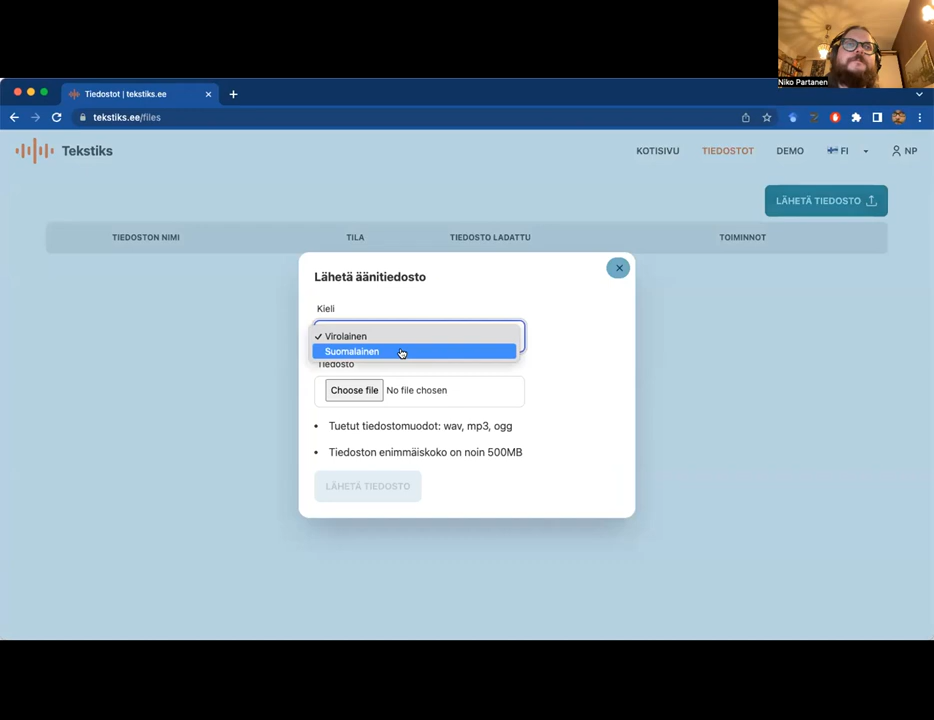 Niko Partanen
Tiedostot | tekstiks.ee
tekstiks.ee/files
Tekstiks
KOTISIVU TIEDOSTOT DEMO FI NP
LÄHETÄ TIEDOSTO
TIEDOSTON NIMI TILA TIEDOSTO LADATTU TOIMINNOT
Lähetä äänitiedosto
Kieli
✓ Virolainen
Suomalainen
Tiedosto
Choose file No file chosen
• Tuetut tiedostomuodot: wav, mp3, ogg
• Tiedoston enimmäiskoko on noin 500MB
LÄHETÄ TIEDOSTO